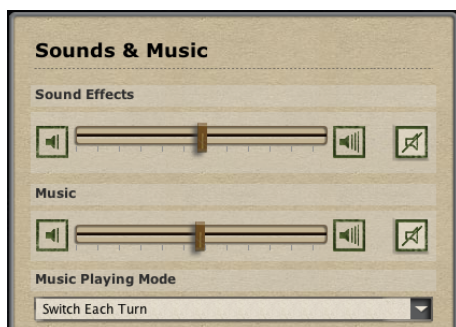 Sounds & Music
Sound Effects
Music
Music Playing Mode
Switch Each Turn